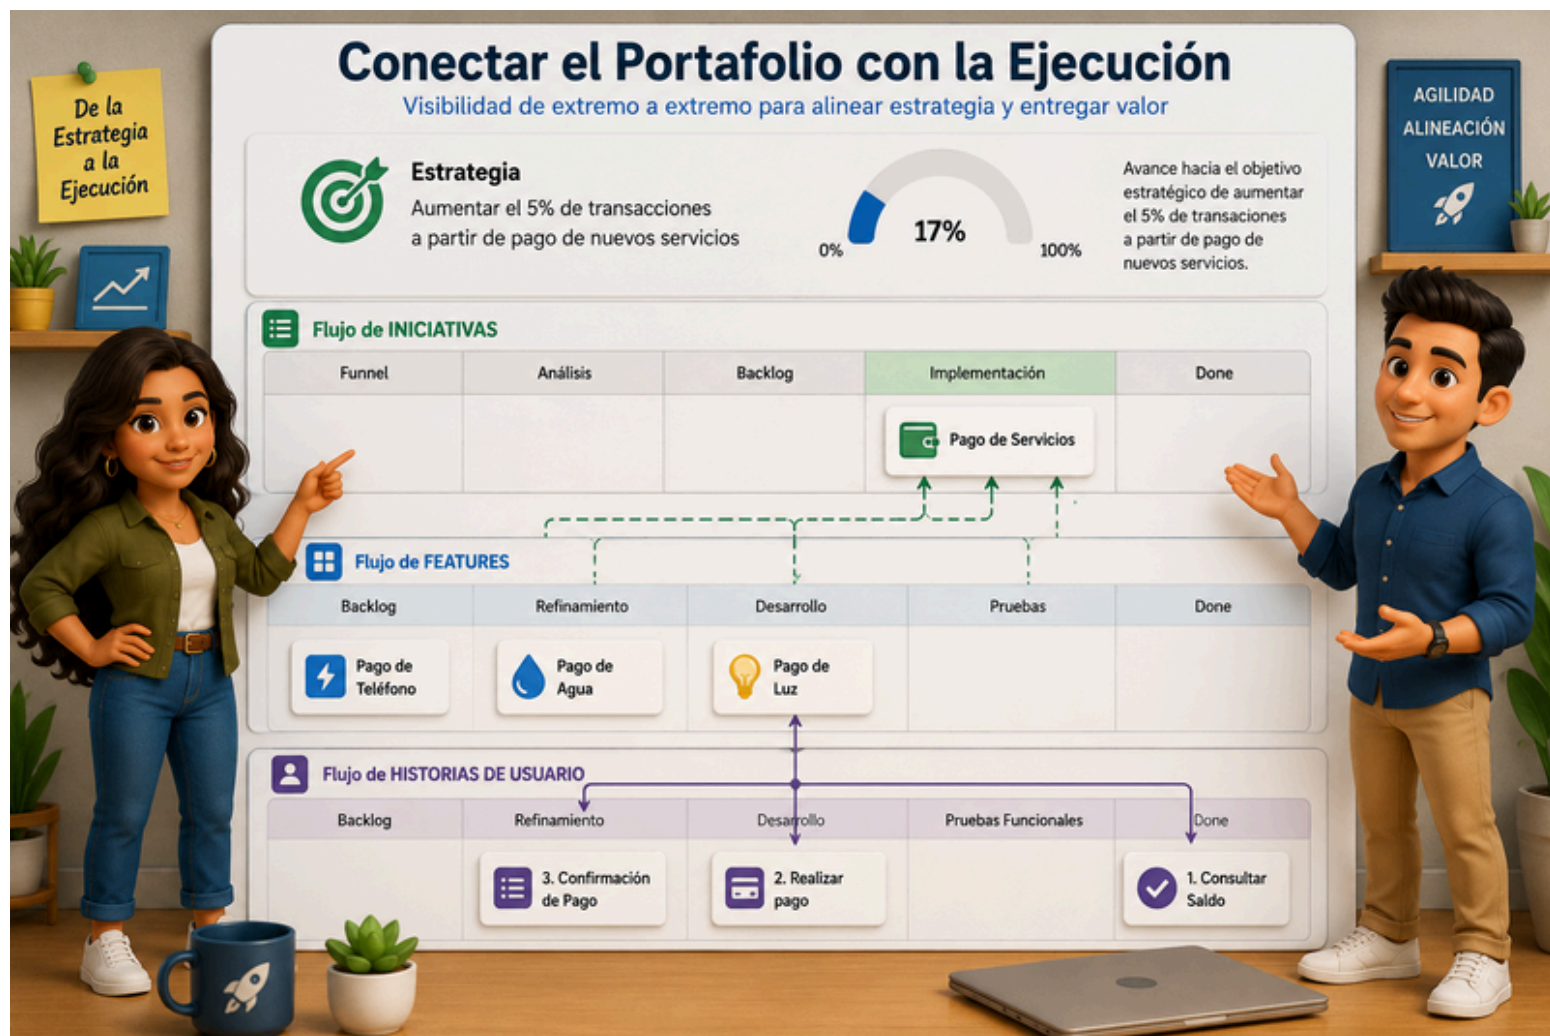 Conectar el Portafolio con la Ejecución
Visibilidad de extremo a extremo para alinear estrategia y entregar valor
De la
Estrategia
a la
Ejecución
AGILIDAD
ALINEACIÓN
VALOR
Estrategia
Aumentar el 5% de transacciones
a partir de pago de nuevos servicios
0%
17%
100%
Avance hacia el objetivo
estratégico de aumentar
el 5% de transaciones
a partir de pago de
nuevos servicios.
Flujo de INICIATIVAS
Funnel
Análisis
Backlog
Implementación
Done
Pago de Servicios
Flujo de FEATURES
Backlog
Refinamiento
Desarrollo
Pruebas
Done
Pago de
Teléfono
Pago de
Agua
Pago de
Luz
Flujo de HISTORIAS DE USUARIO
Backlog
Refinamiento
Desarrollo
Pruebas Funcionales
Done
3. Confirmación
de Pago
2. Realizar
pago
1. Consultar
Saldo